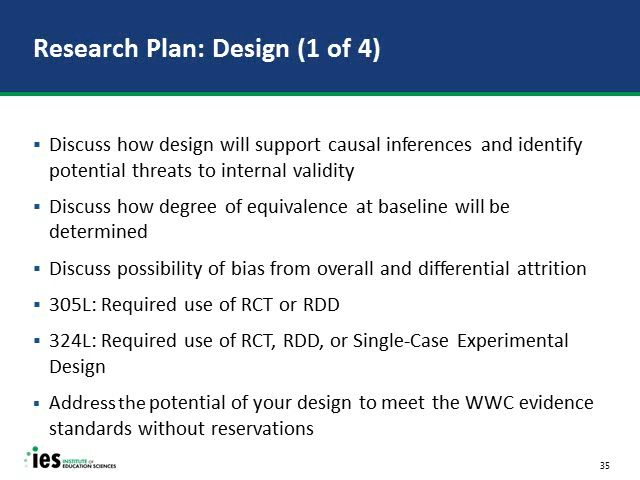 Research Plan: Design (1 of 4)
▪ Discuss how design will support causal inferences and identify
potential threats to internal validity
▪ Discuss how degree of equivalence at baseline will be
determined
▪ Discuss possibility of bias from overall and differential attrition
▪ 305L: Required use of RCT or RDD
▪ 324L: Required use of RCT, RDD, or Single-Case Experimental
Design
▪ Address the potential of your design to meet the WWC evidence
standards without reservations
ies INSTITUTE OF
EDUCATION SCIENCES
35